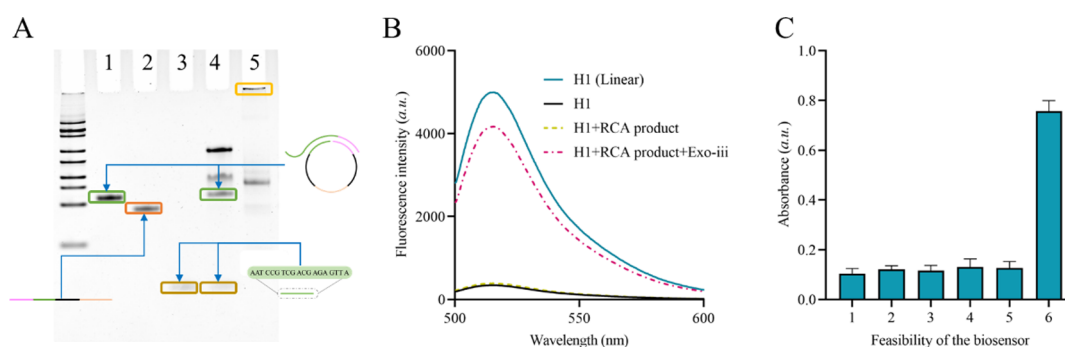 A
1 2 3 4 5
AAT CCG TCG ACG AGA GTT A
B
6000
4000
2000
0
Fluorescence intensity (a.u.)
H1 (Linear)
H1
H1+RCA product
H1+RCA product+Exo-iii
500 550 600
Wavelength (nm)
C
1.0
0.8
0.6
0.4
0.2
0.0
Absorbance (a.u.)
1 2 3 4 5 6
Feasibility of the biosensor